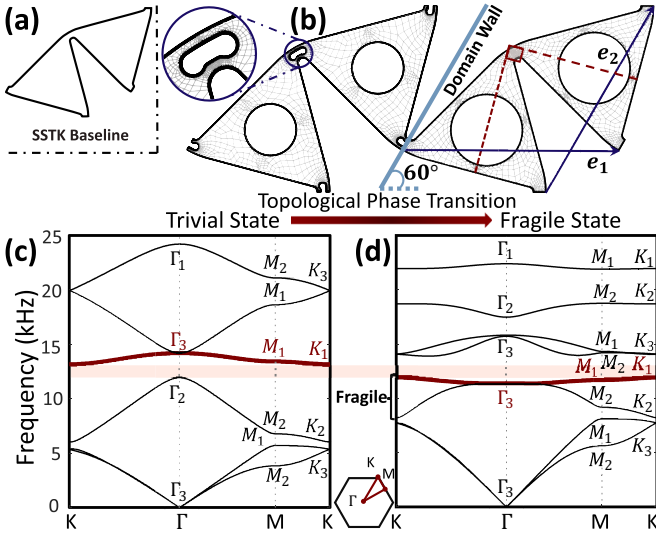 (a)
SSTK Baseline
(b)
Domain Wall
60°
e₁
e₂
Topological Phase Transition
Trivial State
Fragile State
(c)
Frequency (kHz)
25
20
15
10
5
0
Γ₁
M₂
K₃
M₁
Γ₃
M₁
K₁
Γ₂
M₂
K₂
M₁
K₃
M₂
Γ₃
K
Γ
M
K
K
M
Γ
(d)
Γ₁
M₁
K₁
Γ₂
M₂
K₂
M₁
K₃
Γ₃
M₁
M₂
K₁
Fragile
Γ₃
M₂
K₂
M₁
K₃
M₂
Γ₃
K
Γ
M
K